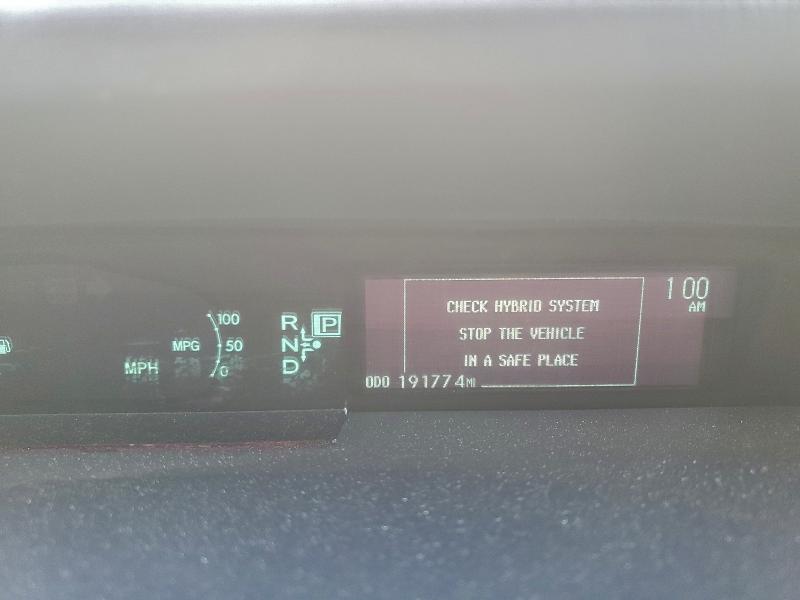 100
MPG
50
MPH
0
R
P
N
D
CHECK HYBRID SYSTEM
STOP THE VEHICLE
IN A SAFE PLACE
1:00
AM
ODO 191774 MI